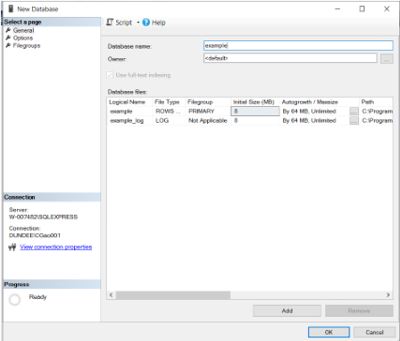 New Database
Select a page
General
Options
Filegroups
Script
Help
Database name:
example
Owner:
<default>
...
Use full-text indexing
Database files:
Logical Name File Type Filegroup Initial Size (MB) Autogrowth / Maxsize Path
example ROWS ... PRIMARY 8 By 64 MB, Unlimited ... C:\Program
example_log LOG Not Applicable 8 By 64 MB, Unlimited ... C:\Program
Connection
Server:
W-007482\SQLEXPRESS
Connection:
DUNDEE\CGao001
View connection properties
Progress
Ready
Add Remove
OK Cancel